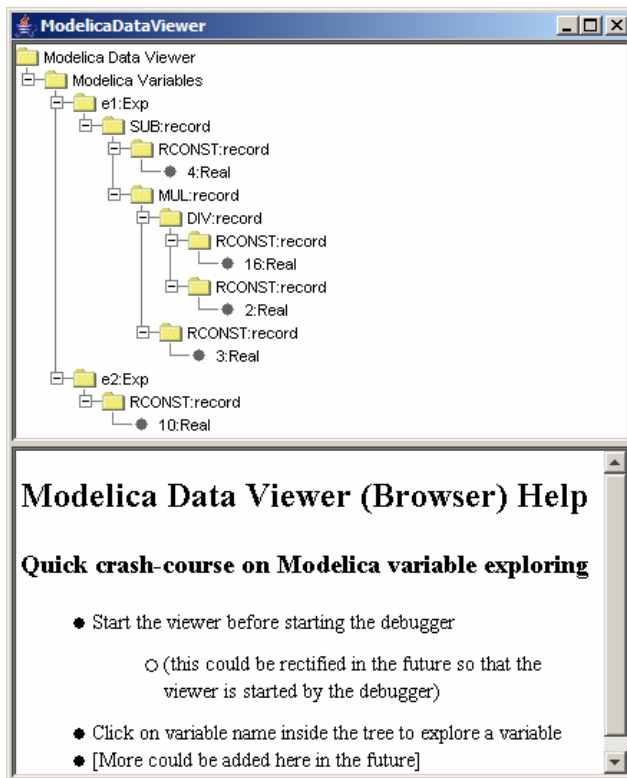 ModelicaDataViewer
Modelica Data Viewer
Modelica Variables
e1:Exp
SUB:record
RCONST:record
4:Real
MUL:record
DIV:record
RCONST:record
16:Real
RCONST:record
2:Real
RCONST:record
3:Real
e2:Exp
RCONST:record
10:Real
Modelica Data Viewer (Browser) Help
Quick crash-course on Modelica variable exploring
Start the viewer before starting the debugger
(this could be rectified in the future so that the
viewer is started by the debugger)
Click on variable name inside the tree to explore a variable
[More could be added here in the future]